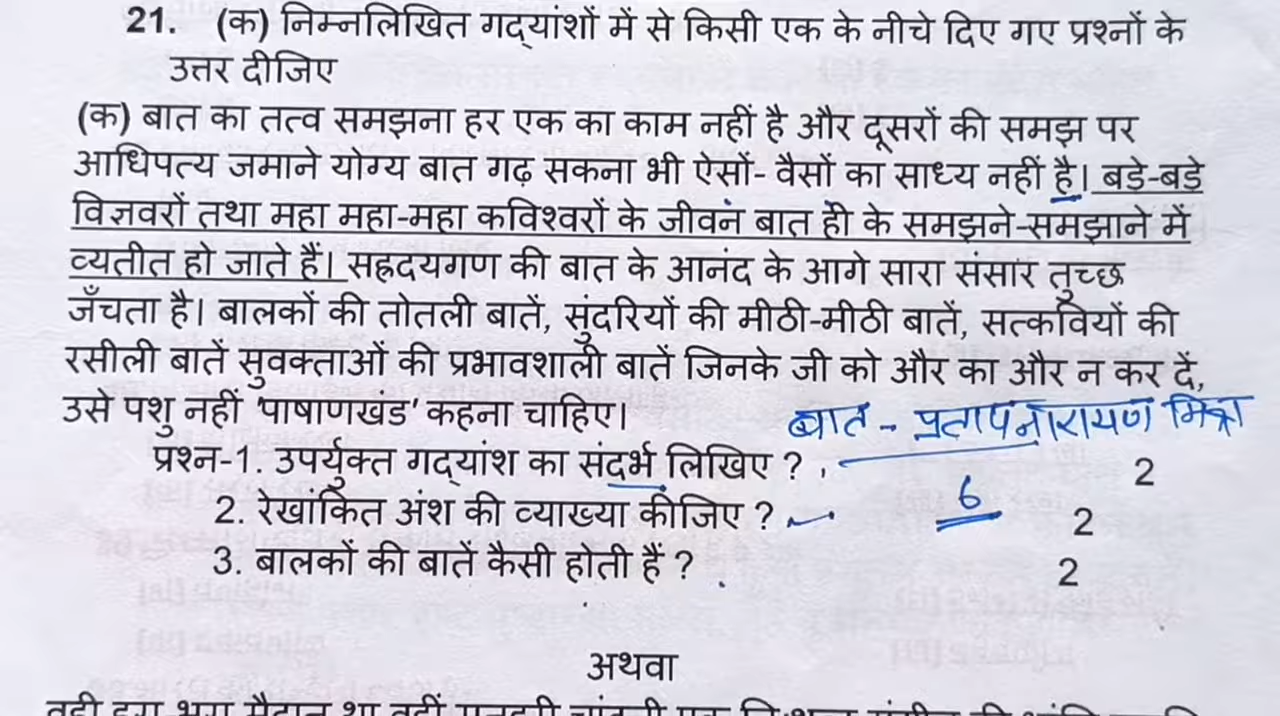 21. (क) निम्नलिखित गद्यांशों में से किसी एक के नीचे दिए गए प्रश्नों के
उत्तर दीजिए
(क) बात का तत्व समझना हर एक का काम नहीं है और दूसरों की समझ पर
आधिपत्य जमाने योग्य बात गढ़ सकना भी ऐसों- वैसों का साध्य नहीं है। बड़े-बड़े
विज्ञवरों तथा महा महा-महा कविश्वरों के जीवन बात ही के समझने-समझाने में
व्यतीत हो जाते हैं। सह्रदयगण की बात के आनंद के आगे सारा संसार तुच्छ
जँचता है। बालकों की तोतली बातें, सुंदरियों की मीठी-मीठी बातें, सत्कवियों की
रसीली बातें सुवक्ताओं की प्रभावशाली बातें जिनके जी को और का और न कर दें,
उसे पशु नहीं 'पाषाणखंड' कहना चाहिए।
बात - प्रतापनारायण मिश्रा
प्रश्न-1. उपर्युक्त गद्यांश का संदर्भ लिखिए ? 2
2. रेखांकित अंश की व्याख्या कीजिए ? 6 2
3. बालकों की बातें कैसी होती हैं ? 2
अथवा